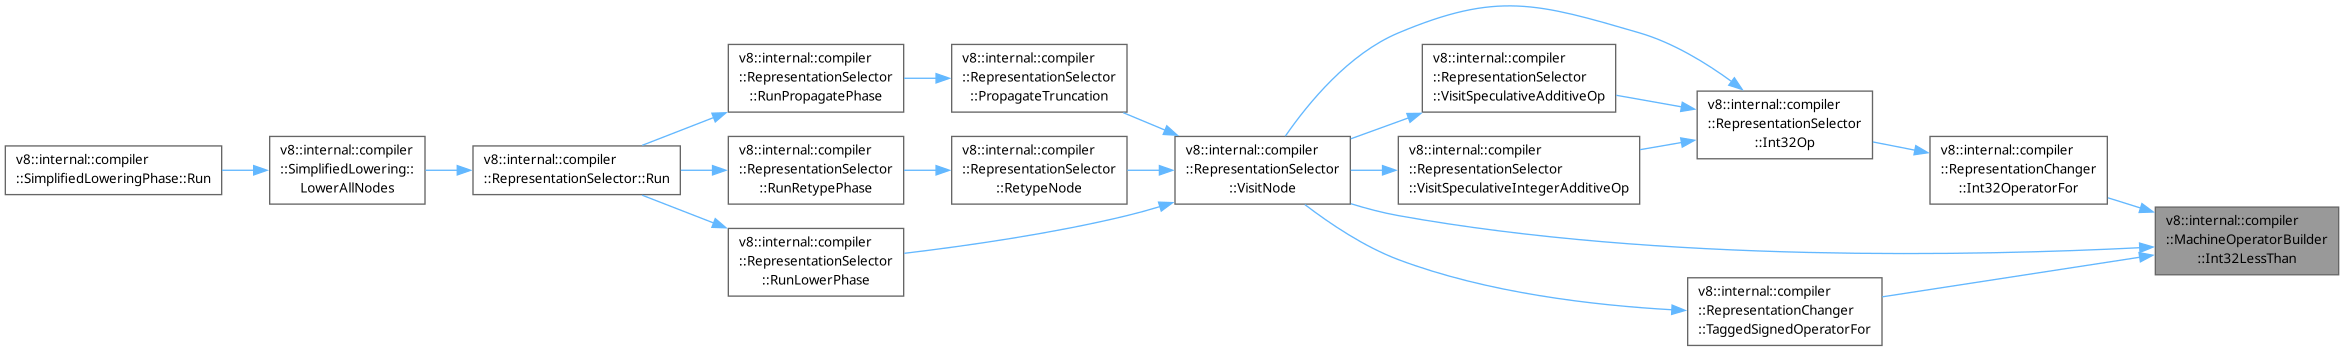 v8::internal::compiler
::SimplifiedLoweringPhase::Run
v8::internal::compiler
::SimplifiedLowering::
LowerAllNodes
v8::internal::compiler
::RepresentationSelector::Run
v8::internal::compiler
::RepresentationSelector
::RunPropagatePhase
v8::internal::compiler
::RepresentationSelector
::RunRetypePhase
v8::internal::compiler
::RepresentationSelector
::RunLowerPhase
v8::internal::compiler
::RepresentationSelector
::PropagateTruncation
v8::internal::compiler
::RepresentationSelector
::RetypeNode
v8::internal::compiler
::RepresentationSelector
::VisitNode
v8::internal::compiler
::RepresentationSelector
::VisitSpeculativeAdditiveOp
v8::internal::compiler
::RepresentationSelector
::VisitSpeculativeIntegerAdditiveOp
v8::internal::compiler
::RepresentationSelector
::Int32Op
v8::internal::compiler
::RepresentationChanger
::TaggedSignedOperatorFor
v8::internal::compiler
::RepresentationChanger
::Int32OperatorFor
v8::internal::compiler
::MachineOperatorBuilder
::Int32LessThan